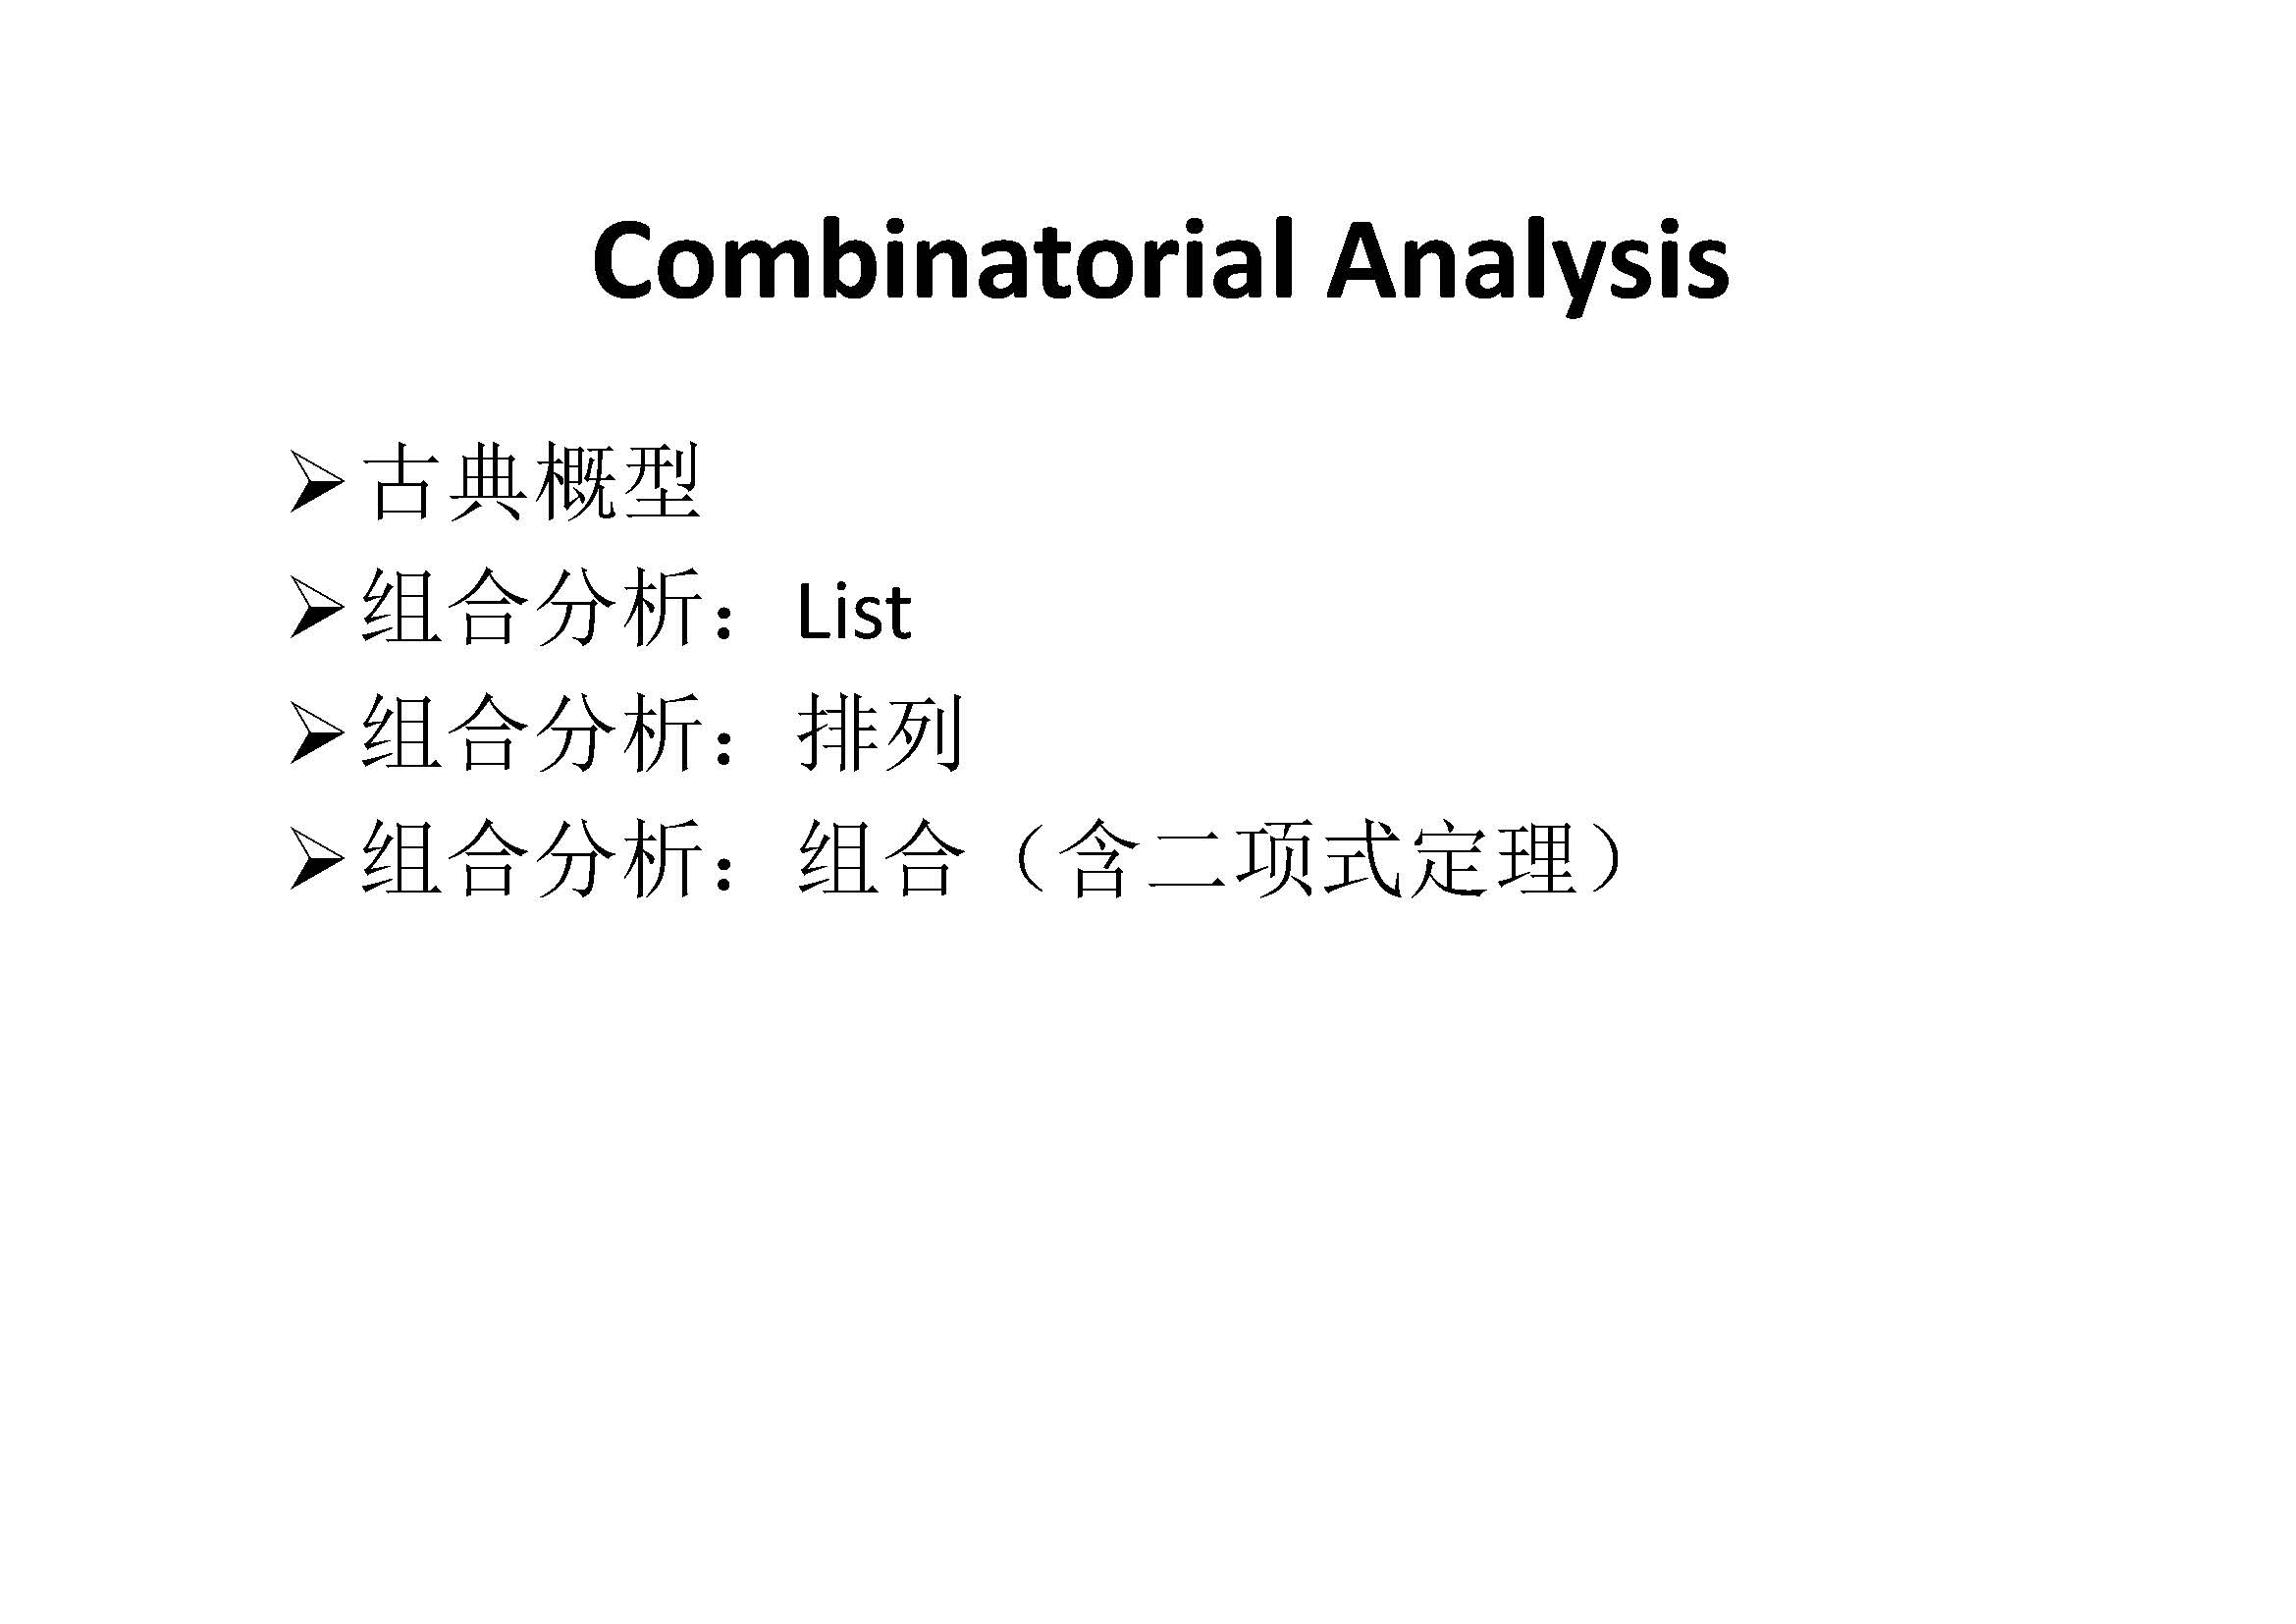 Combinatorial Analysis
➢古典概型
➢组合分析：List
➢组合分析：排列
➢组合分析：组合（含二项式定理）